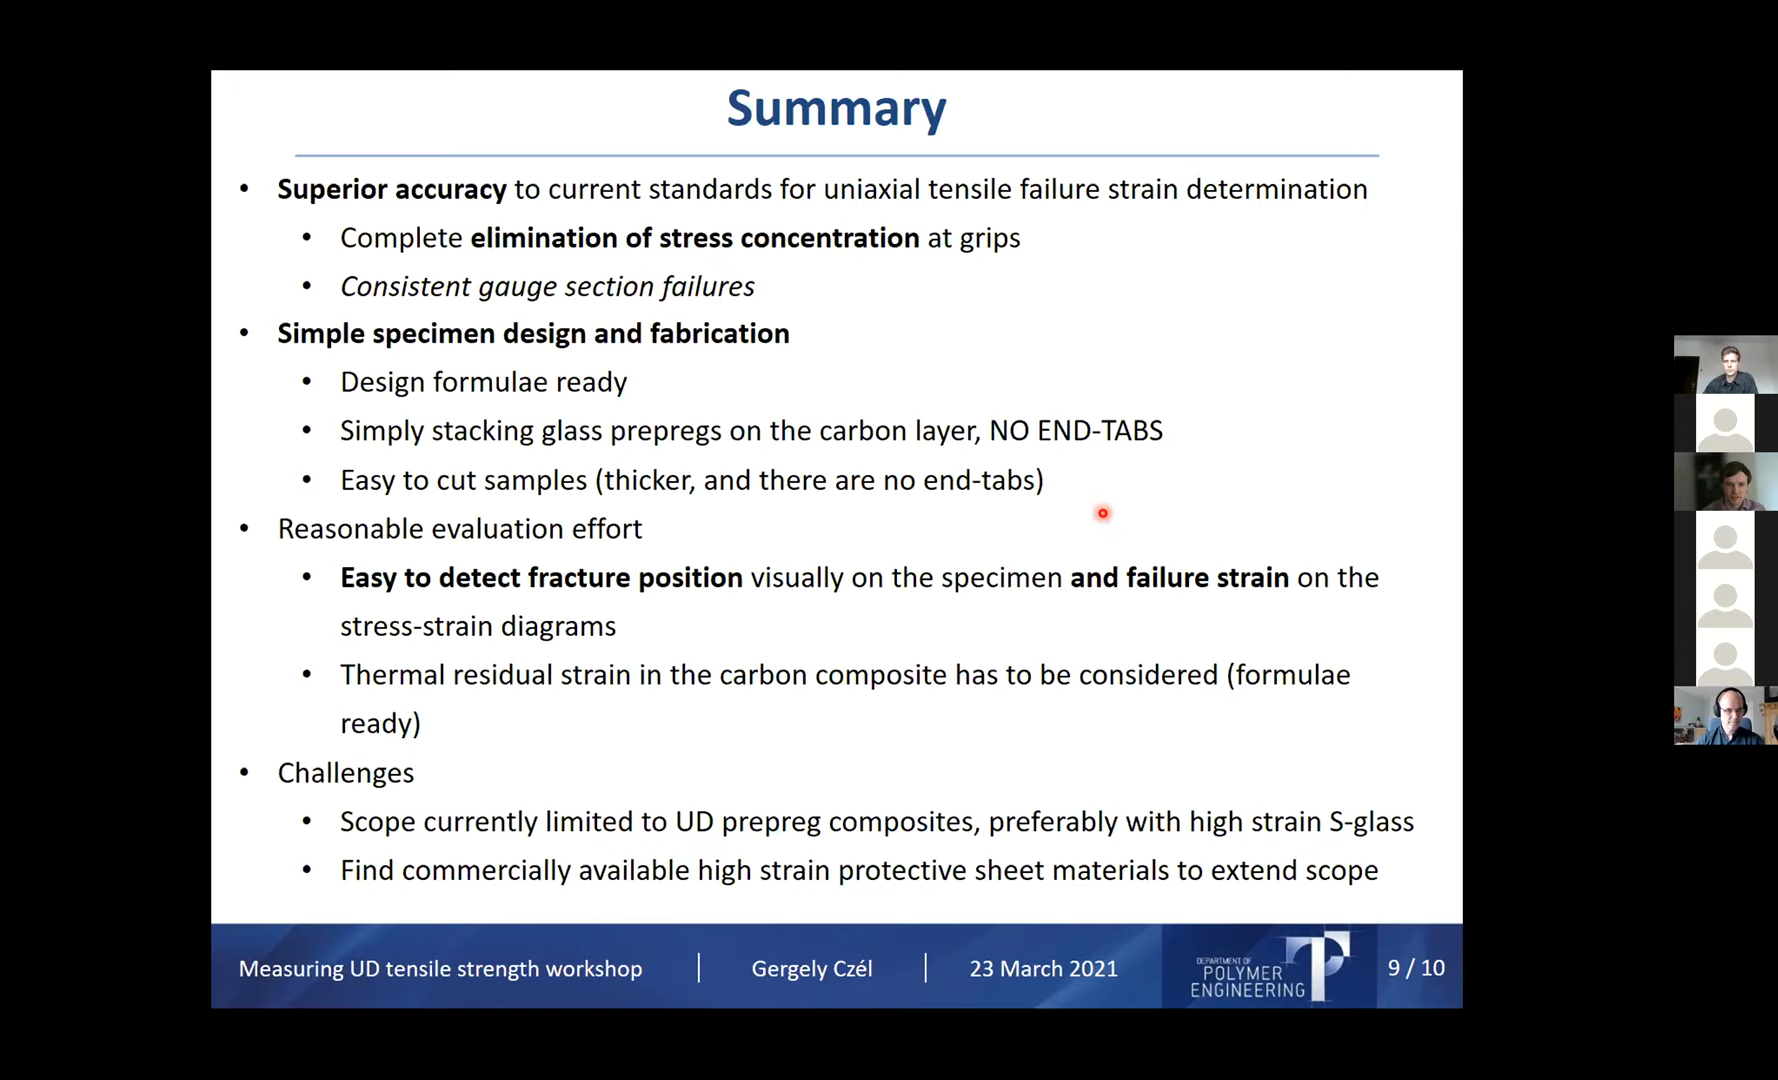 Summary
• Superior accuracy to current standards for uniaxial tensile failure strain determination
• Complete elimination of stress concentration at grips
• Consistent gauge section failures
• Simple specimen design and fabrication
• Design formulae ready
• Simply stacking glass prepregs on the carbon layer, NO END-TABS
• Easy to cut samples (thicker, and there are no end-tabs)
• Reasonable evaluation effort
• Easy to detect fracture position visually on the specimen and failure strain on the
stress-strain diagrams
• Thermal residual strain in the carbon composite has to be considered (formulae
ready)
• Challenges
• Scope currently limited to UD prepreg composites, preferably with high strain S-glass
• Find commercially available high strain protective sheet materials to extend scope
Measuring UD tensile strength workshop | Gergely Czél | 23 March 2021
DEPARTMENT OF
POLYMER
ENGINEERING
9 / 10